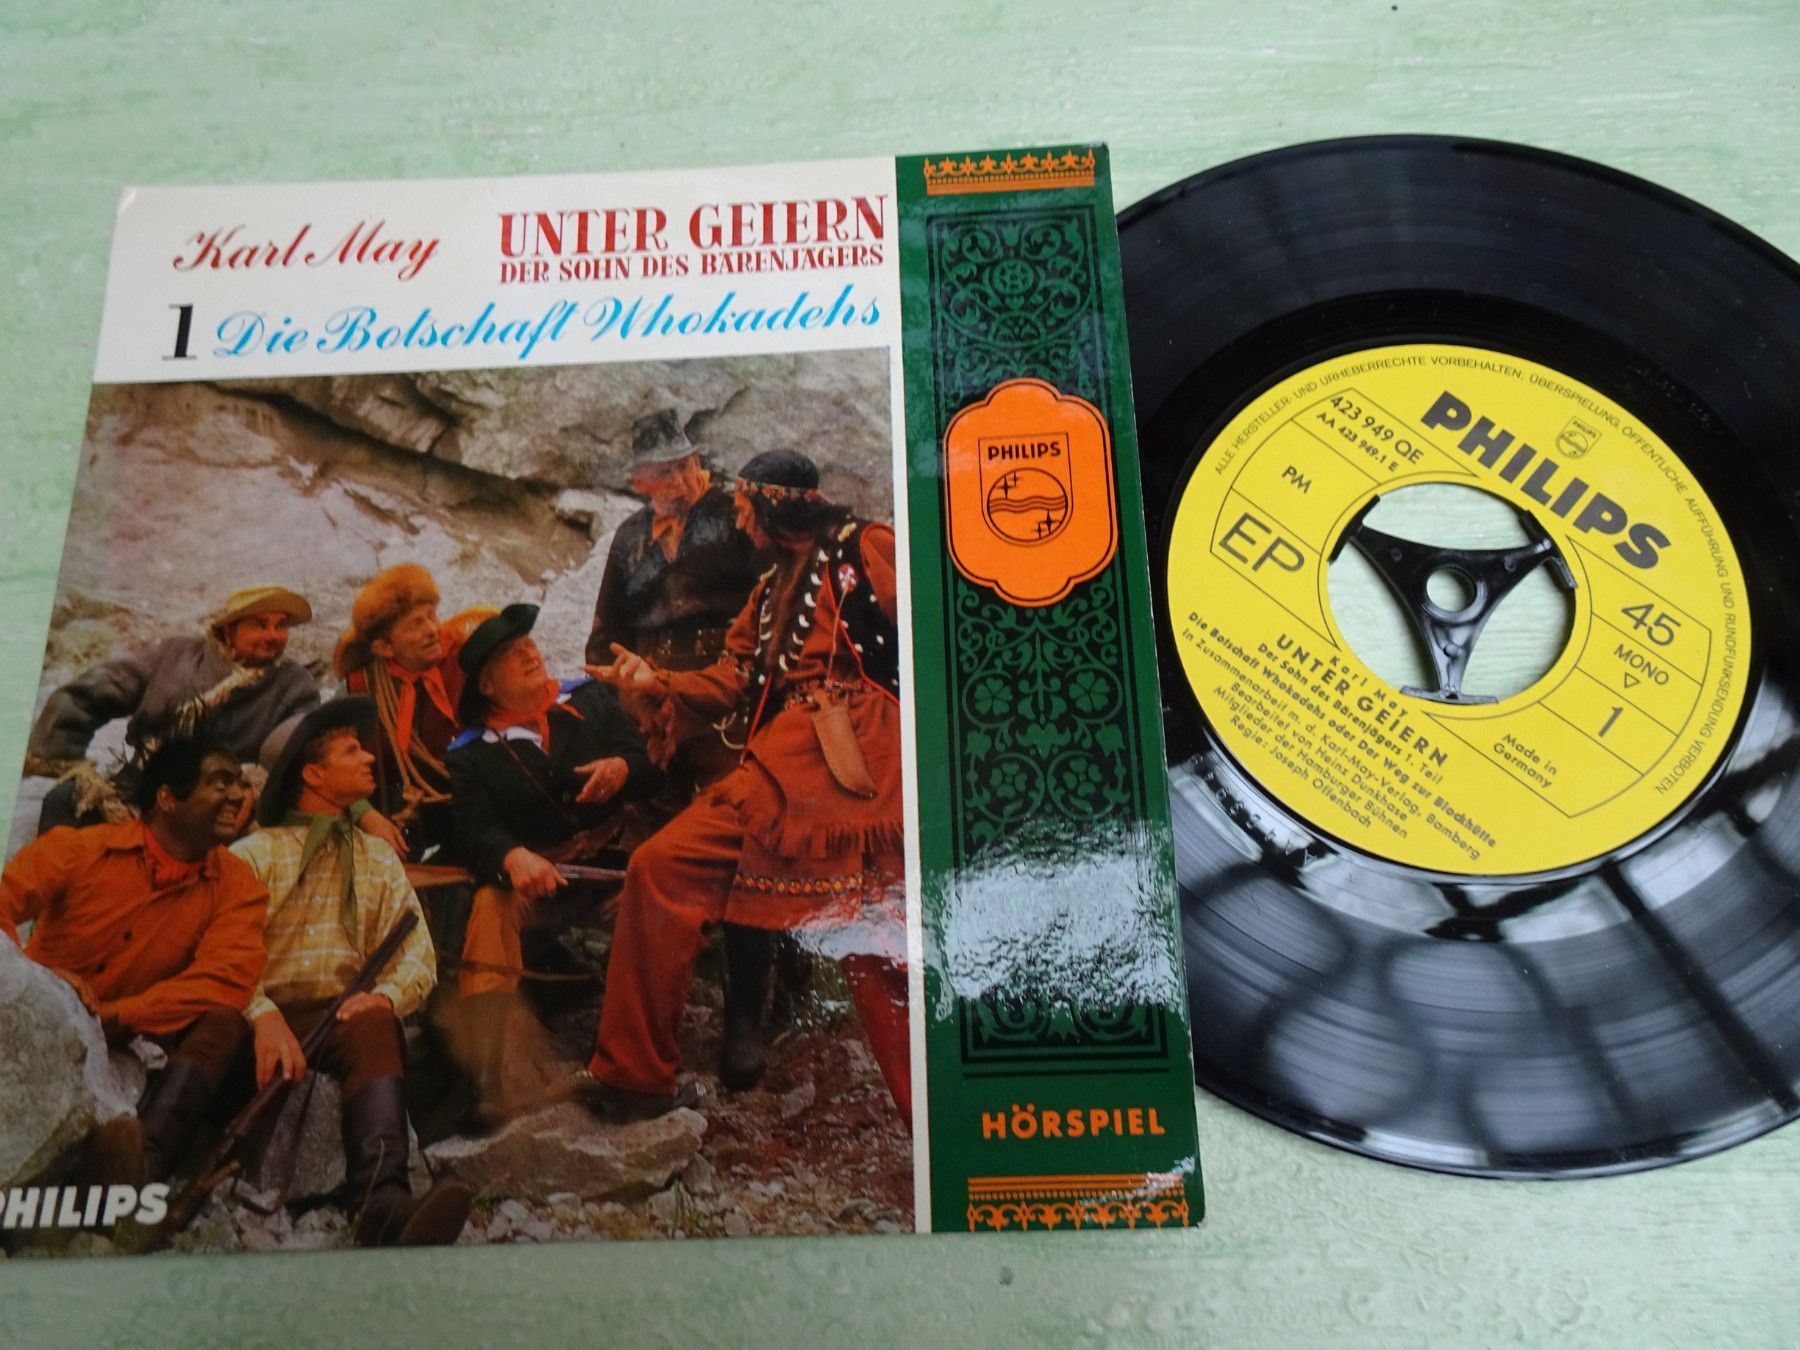 Karl May
UNTER GEIERN
DER SOHN DES BÄRENJÄGERS
1 Die Botschaft Whokadehs
PHILIPS
HÖRSPIEL
PHILIPS
ALLE HERSTELLER- UND URHEBERRECHTE VORBEHALTEN. ÜBERSPIELUNG, ÖFFENTLICHE AUFFÜHRUNG UND RUNDFUNKSENDUNG VERBOTEN
PHILIPS
PHILIPS
423 949 QE
AA 423 949.1 E
PM
EP
45
MONO
1
Made in
Germany
Karl May
UNTER GEIERN
Der Sohn des Bärenjägers 1. Teil
Die Botschaft Whokadehs oder Der Weg zur Blockhütte
In Zusammenarbeit m. d. Karl-May-Verlag, Bamberg
Bearbeitet von Heinz Dunkhase
Mitglieder der Hamburger Bühnen
Regie: Joseph Offenbach